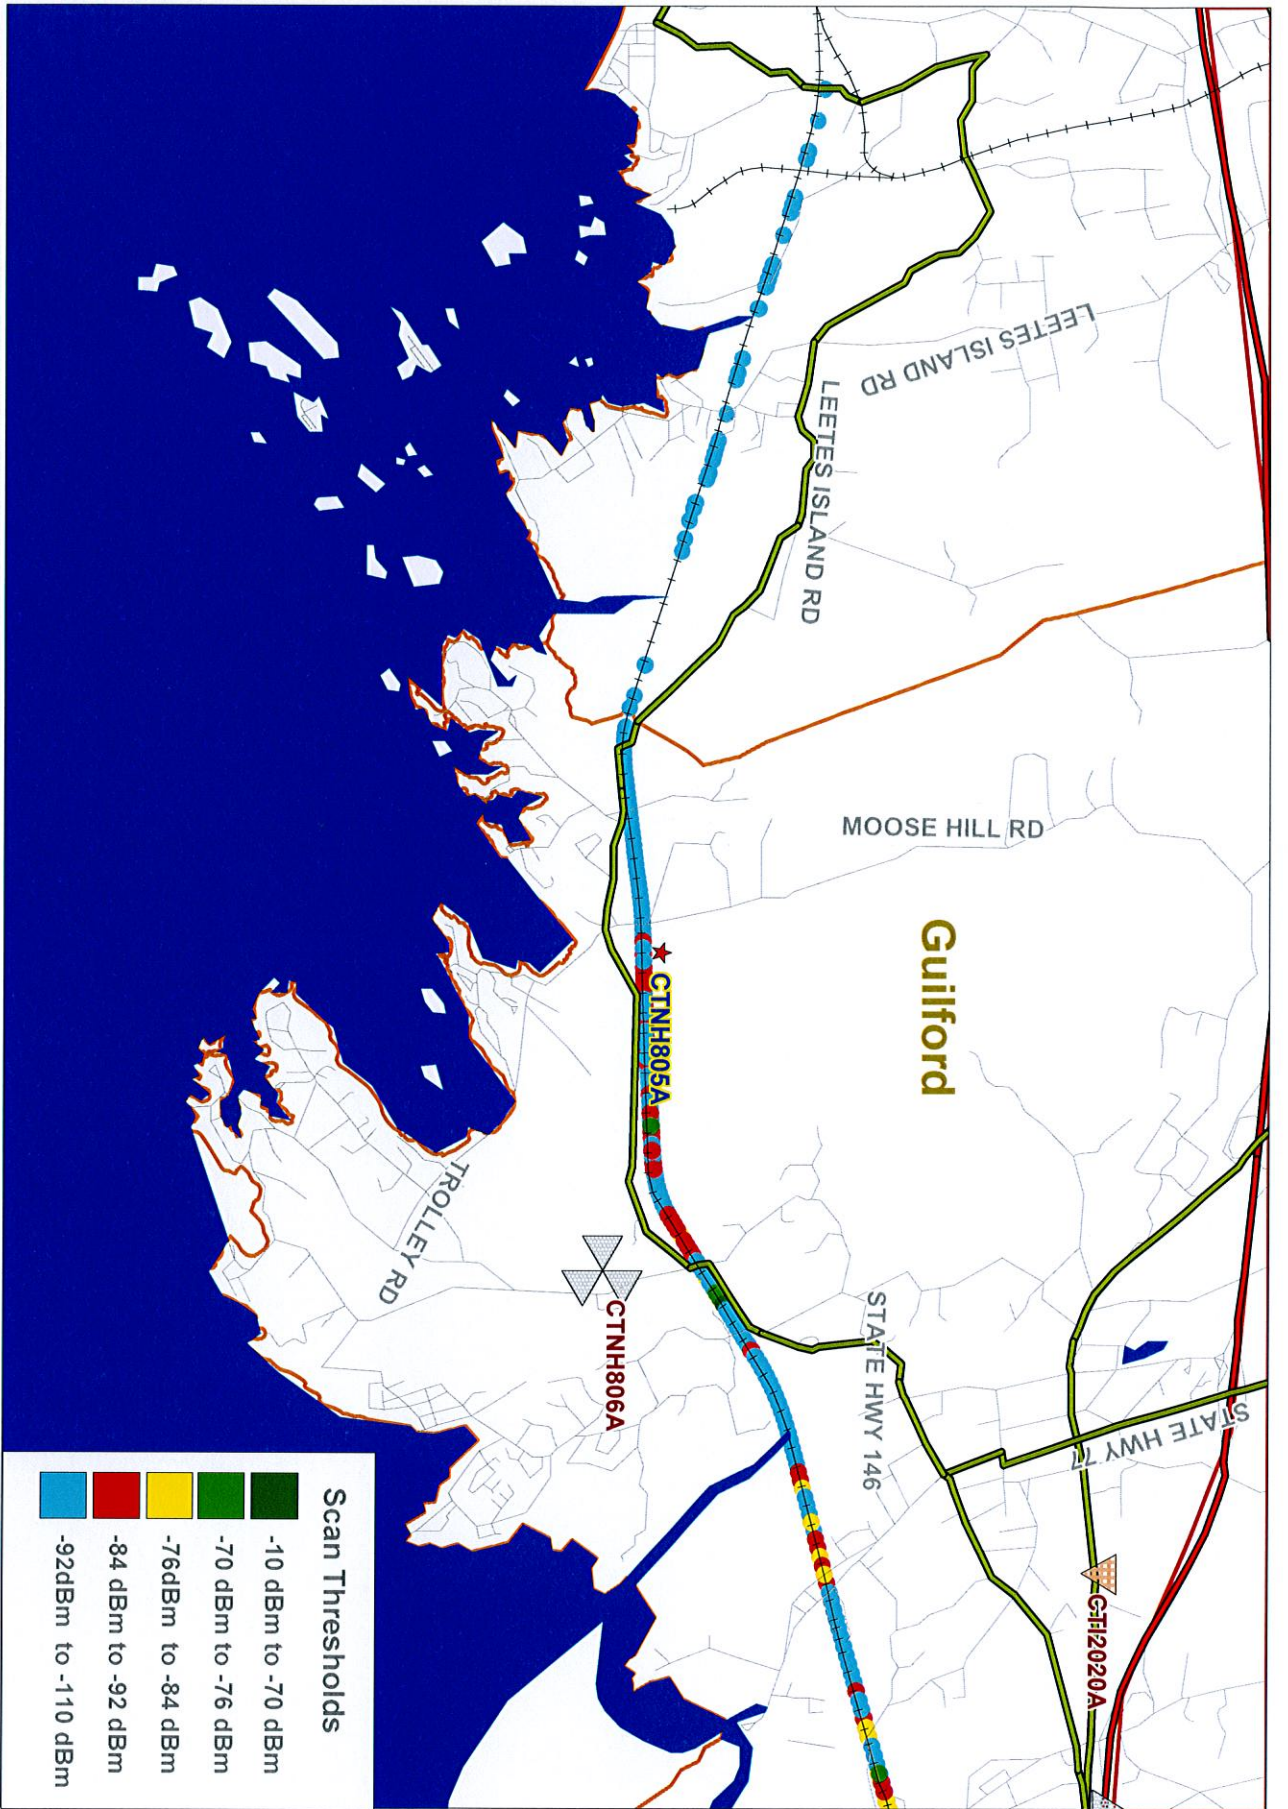 LEETES ISLAND RD
LEETES ISLAND RD
MOOSE HILL RD
Guilford
CTNH805A
TROLLEY RD
CTNH806A
STATE HWY 146
STATE HWY 77
CTI2020A
Scan Thresholds
-10 dBm to -70 dBm
-70 dBm to -76 dBm
-76dBm to -84 dBm
-84 dBm to -92 dBm
-92dBm to -110 dBm